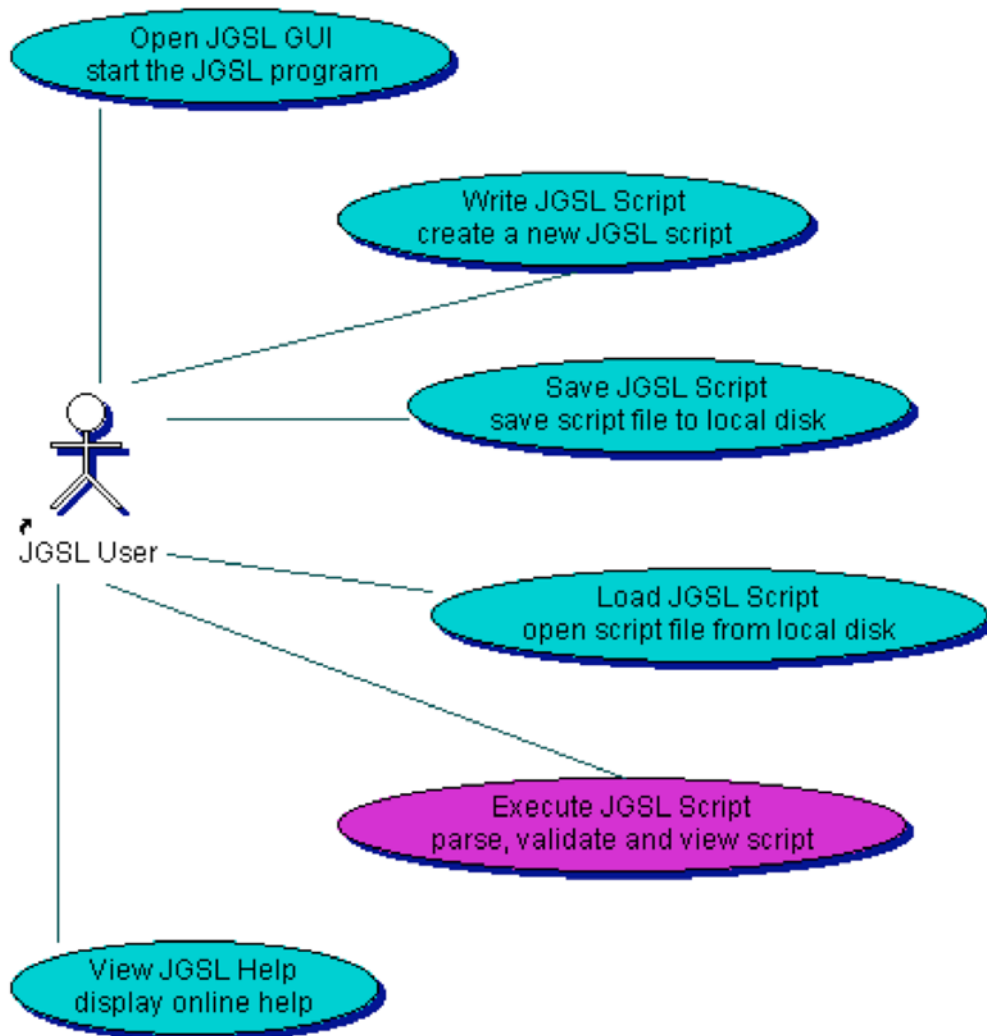 Open JGSL GUI
start the JGSL program
Write JGSL Script
create a new JGSL script
Save JGSL Script
save script file to local disk
JGSL User
Load JGSL Script
open script file from local disk
Execute JGSL Script
parse, validate and view script
View JGSL Help
display online help